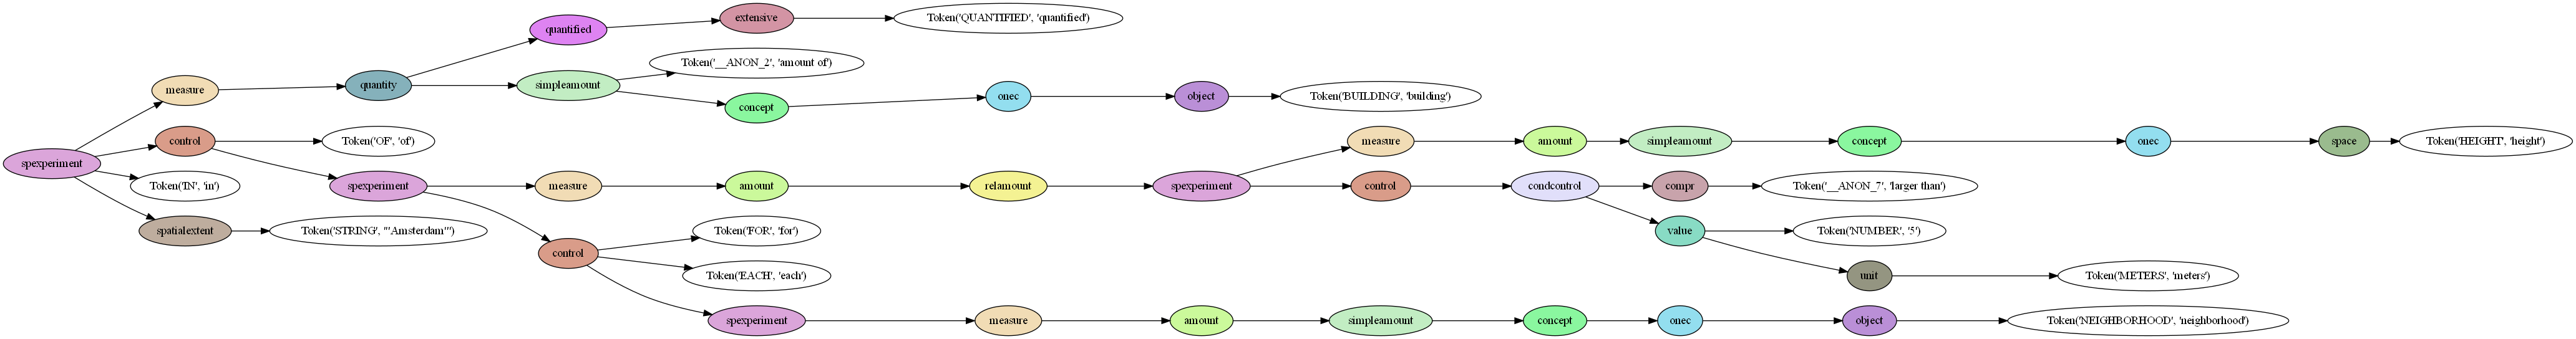 extensive
Token('QUANTIFIED', 'quantified')
quantified
Token('__ANON_2', 'amount of')
measure
quantity
simpleamount
concept
onec
object
Token('BUILDING', 'building')
control
Token('OF', 'of')
measure
amount
simpleamount
concept
onec
space
Token('HEIGHT', 'height')
spexperiment
Token('IN', 'in')
spexperiment
measure
amount
relamount
spexperiment
control
condcontrol
compr
Token('__ANON_7', 'larger than')
spatialextent
Token('STRING', "'Amsterdam'")
Token('FOR', 'for')
value
Token('NUMBER', '5')
control
Token('EACH', 'each')
unit
Token('METERS', 'meters')
spexperiment
measure
amount
simpleamount
concept
onec
object
Token('NEIGHBORHOOD', 'neighborhood')